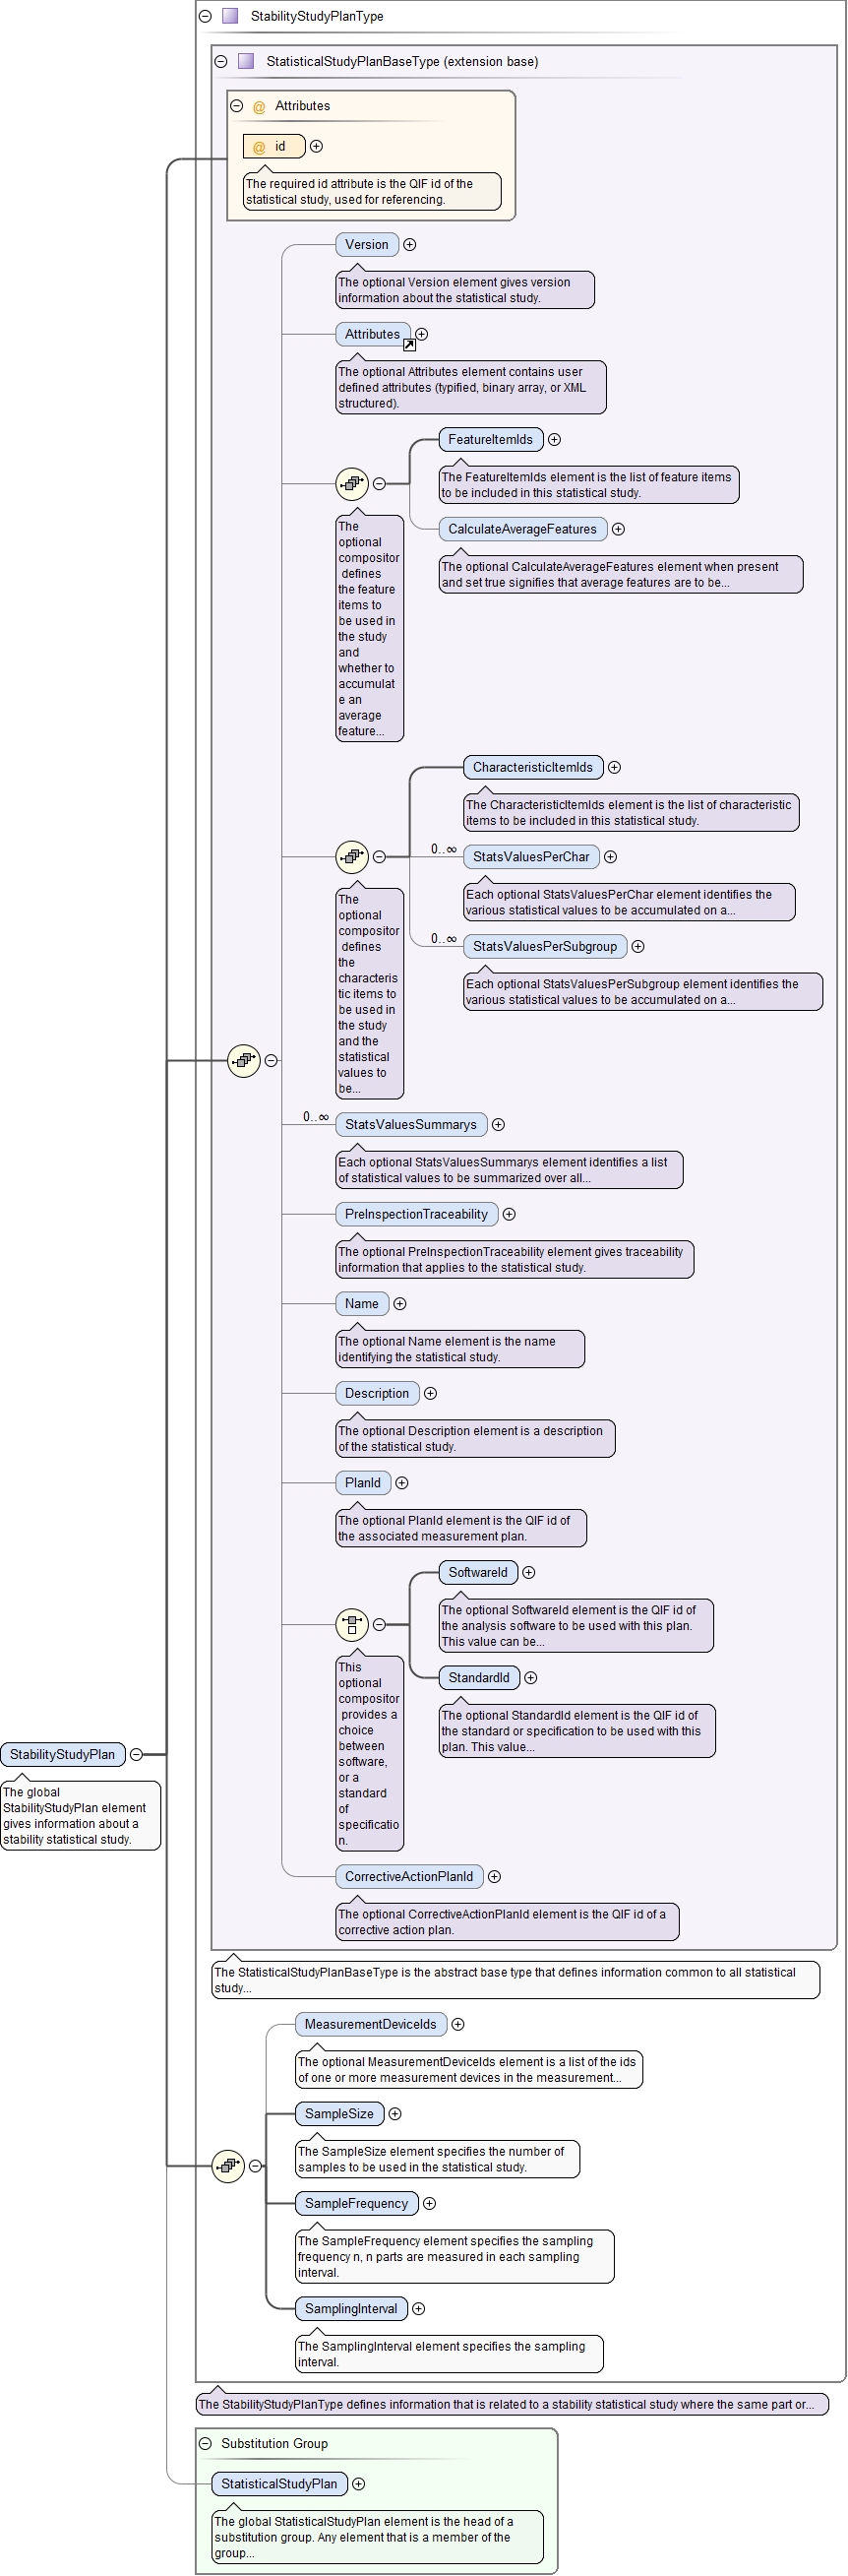 StabilityStudyPlanType
StatisticalStudyPlanBaseType (extension base)
@ Attributes
@ id
The required id attribute is the QIF id of the
statistical study, used for referencing.
Version
The optional Version element gives version
information about the statistical study.
Attributes
The optional Attributes element contains user
defined attributes (typified, binary array, or XML
structured).
FeatureItemIds
The FeatureItemIds element is the list of feature items
to be included in this statistical study.
CalculateAverageFeatures
The optional CalculateAverageFeatures element when present
and set true signifies that average features are to be...
The
optional
compositor
defines
the feature
items to
be used in
the study
and
whether to
accumulat
e an
average
feature...
CharacteristicItemIds
The CharacteristicItemIds element is the list of characteristic
items to be included in this statistical study.
0..∞
StatsValuesPerChar
Each optional StatsValuesPerChar element identifies the
various statistical values to be accumulated on a...
0..∞
StatsValuesPerSubgroup
Each optional StatsValuesPerSubgroup element identifies the
various statistical values to be accumulated on a...
The
optional
compositor
defines
the
characteris
tic items to
be used in
the study
and the
statistical
values to
be...
0..∞
StatsValuesSummarys
Each optional StatsValuesSummarys element identifies a list
of statistical values to be summarized over all...
PreInspectionTraceability
The optional PreInspectionTraceability element gives traceability
information that applies to the statistical study.
Name
The optional Name element is the name
identifying the statistical study.
Description
The optional Description element is a description
of the statistical study.
PlanId
The optional PlanId element is the QIF id of
the associated measurement plan.
SoftwareId
The optional SoftwareId element is the QIF id of
the analysis software to be used with this plan.
This value can be...
StandardId
The optional StandardId element is the QIF id of
the standard or specification to be used with this
plan. This value...
This
optional
compositor
provides a
choice
between
software,
or a
standard
of
specificatio
n.
StabilityStudyPlan
The global
StabilityStudyPlan element
gives information about a
stability statistical study.
CorrectiveActionPlanId
The optional CorrectiveActionPlanId element is the QIF id of a
corrective action plan.
The StatisticalStudyPlanBaseType is the abstract base type that defines information common to all statistical
study...
MeasurementDeviceIds
The optional MeasurementDeviceIds element is a list of the ids
of one or more measurement devices in the measurement...
SampleSize
The SampleSize element specifies the number of
samples to be used in the statistical study.
SampleFrequency
The SampleFrequency element specifies the sampling
frequency n, n parts are measured in each sampling
interval.
SamplingInterval
The SamplingInterval element specifies the sampling
interval.
The StabilityStudyPlanType defines information that is related to a stability statistical study where the same part or...
Substitution Group
StatisticalStudyPlan
The global StatisticalStudyPlan element is the head of a
substitution group. Any element that is a member of the
group...